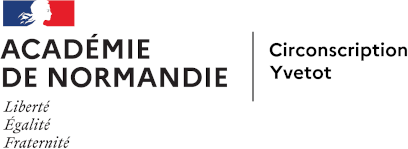 ACADÉMIE
DE NORMANDIE
Liberté
Égalité
Fraternité
Circonscription
Yvetot